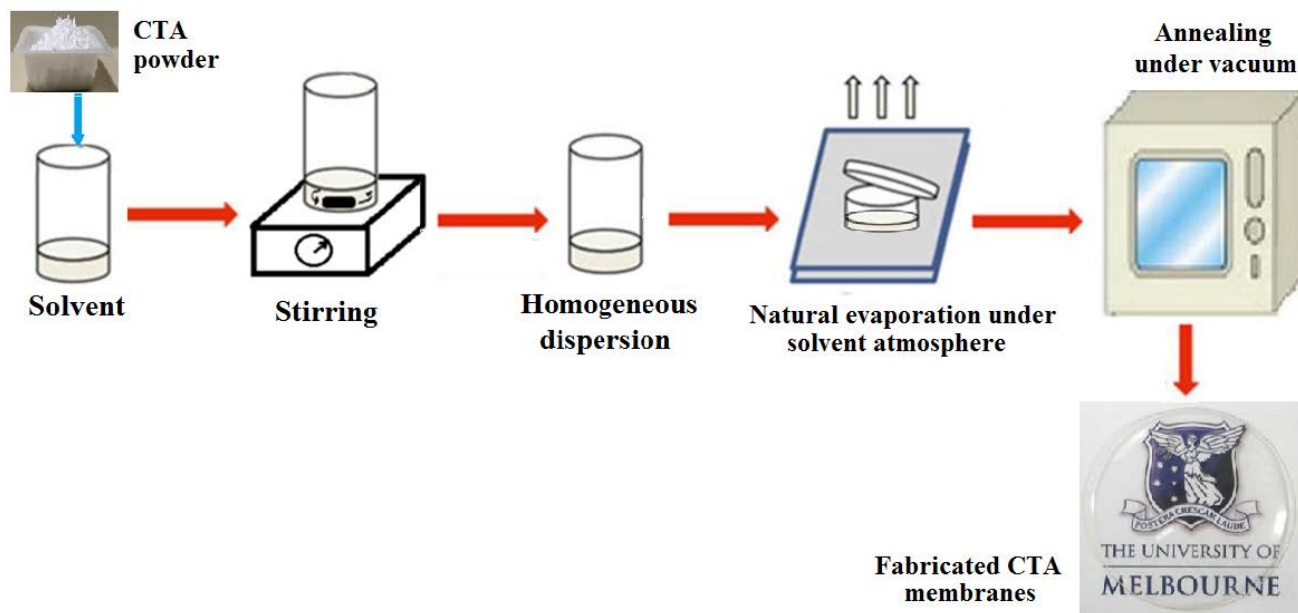 CTA
powder
Solvent
Stirring
Homogeneous
dispersion
Natural evaporation under
solvent atmosphere
Annealing
under vacuum
POSTERA CRESCAM LAUDE
THE UNIVERSITY OF
MELBOURNE
Fabricated CTA
membranes